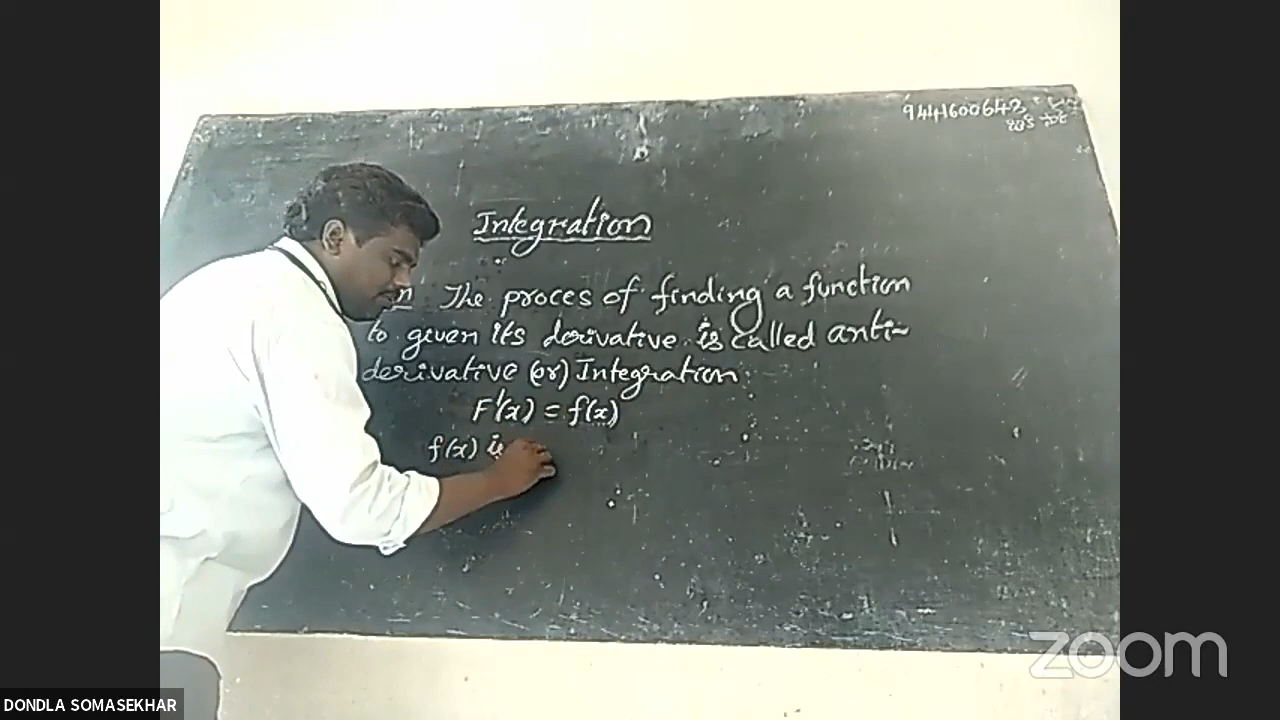 9441600643
Integration
n The proces of finding a function
to given its derivative is called anti-
derivative (or) Integration
F'(x) = f(x)
f(x) is
zoom
DONDLA SOMASEKHAR